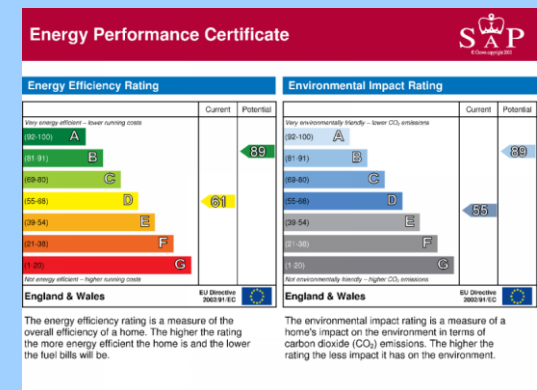 Energy Performance Certificate
SAP
© Crown copyright 2011
Energy Efficiency Rating
Current Potential
Very energy efficient – lower running costs
(92-100) A
(81-91) B
89
(69-80) C
(55-68) D
61
(39-54) E
(21-38) F
(1-20) G
Not energy efficient – higher running costs
England & Wales
EU Directive
2002/91/EC
The energy efficiency rating is a measure of the
overall efficiency of a home. The higher the rating
the more energy efficient the home is and the lower
the fuel bills will be.
Environmental Impact Rating
Current Potential
Very environmentally friendly – lower CO₂ emissions
(92-100) A
(81-91) B
89
(69-80) C
(55-68) D
55
(39-54) E
(21-38) F
(1-20) G
Not environmentally friendly – higher CO₂ emissions
England & Wales
EU Directive
2002/91/EC
The environmental impact rating is a measure of a
home's impact on the environment in terms of
carbon dioxide (CO₂) emissions. The higher the
rating the less impact it has on the environment.